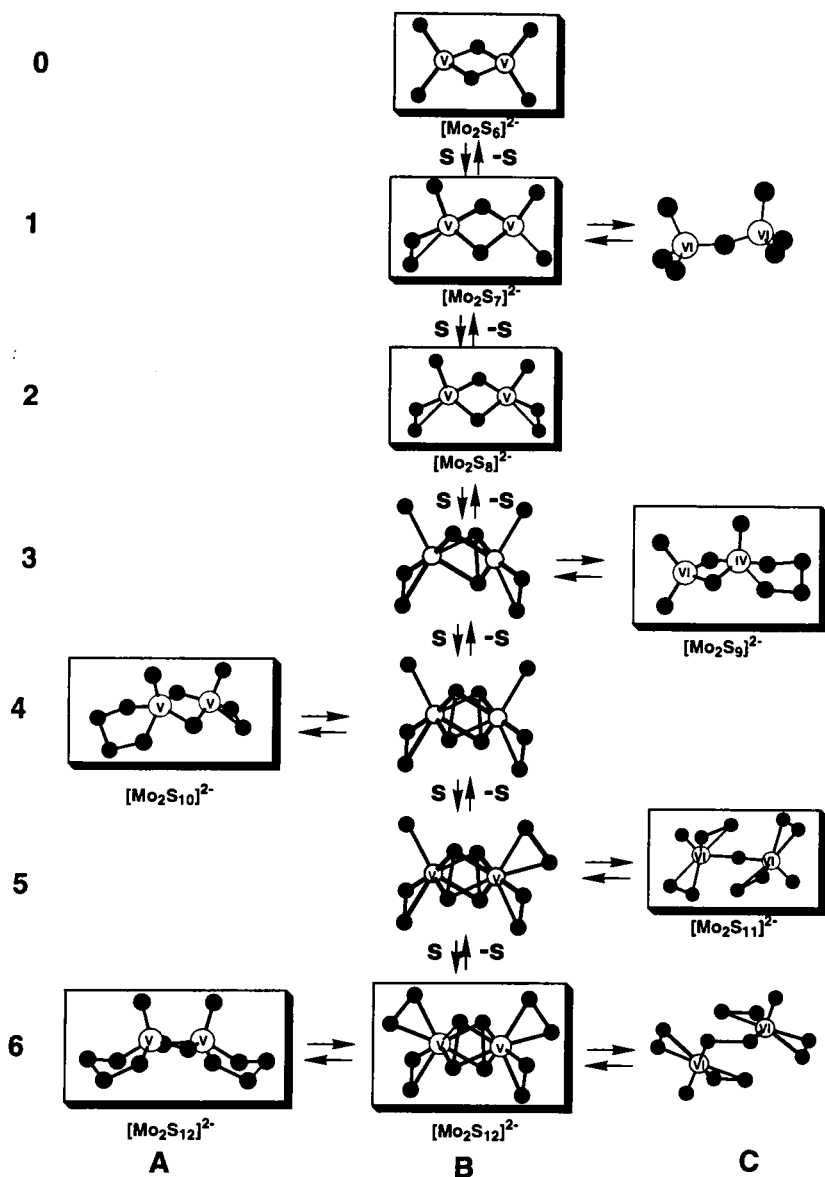 0 V V
[Mo₂S₆]²⁻
S -S
1 V V VI VI
[Mo₂S₇]²⁻
S -S
2 V V
[Mo₂S₈]²⁻
S -S
3 VI IV
[Mo₂S₉]²⁻
S -S
4 V V
[Mo₂S₁₀]²⁻
S -S
5 V V VI VI
[Mo₂S₁₁]²⁻
S -S
6 V V V V VI VI
[Mo₂S₁₂]²⁻ [Mo₂S₁₂]²⁻
A B C